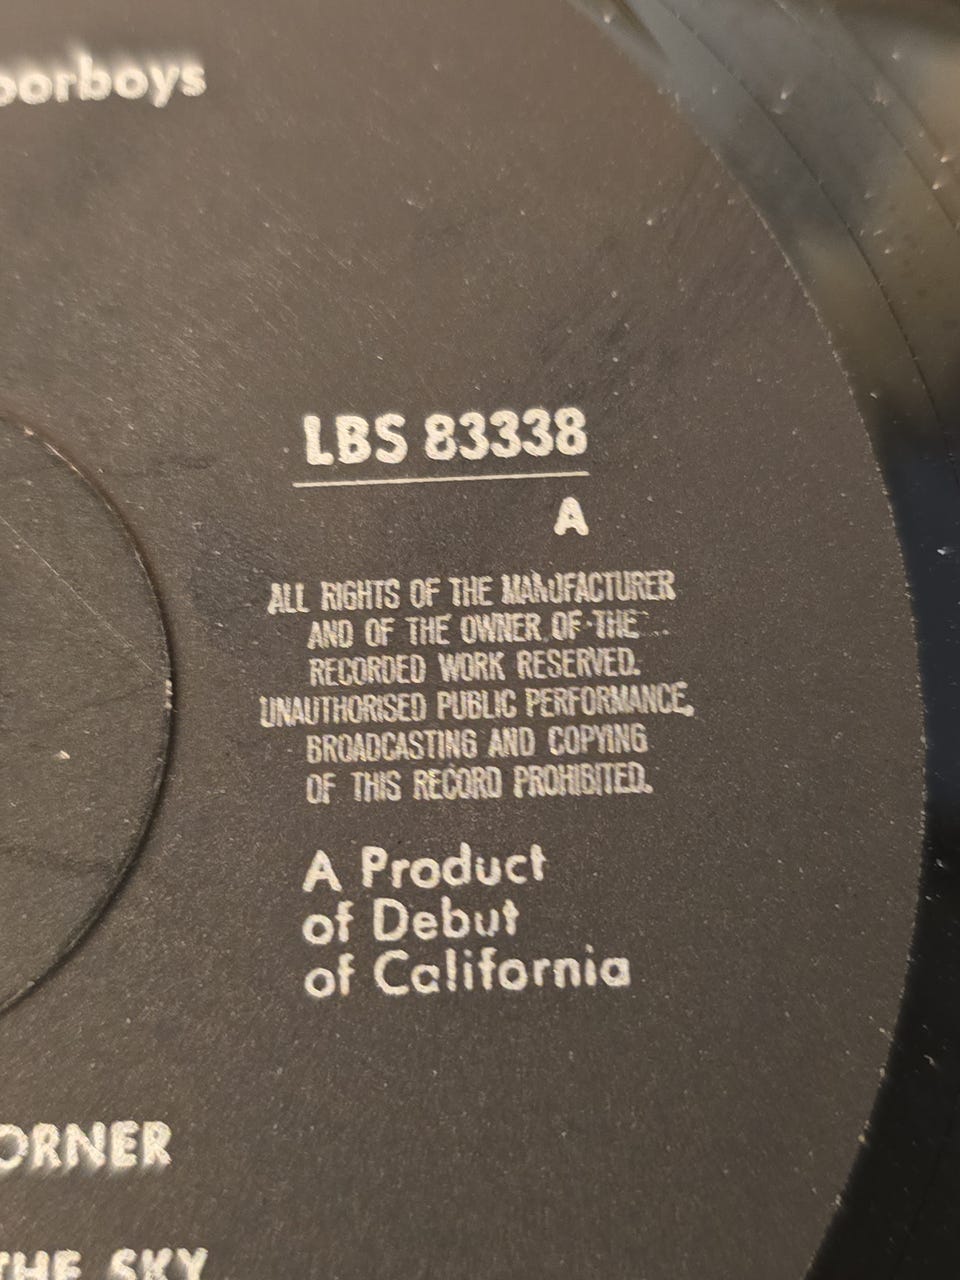 oorboys
LBS 83338
A
ALL RIGHTS OF THE MANUFACTURER
AND OF THE OWNER OF THE
RECORDED WORK RESERVED.
UNAUTHORISED PUBLIC PERFORMANCE,
BROADCASTING AND COPYING
OF THIS RECORD PROHIBITED.
A Product
of Debut
of California
ORNER
THE SKY